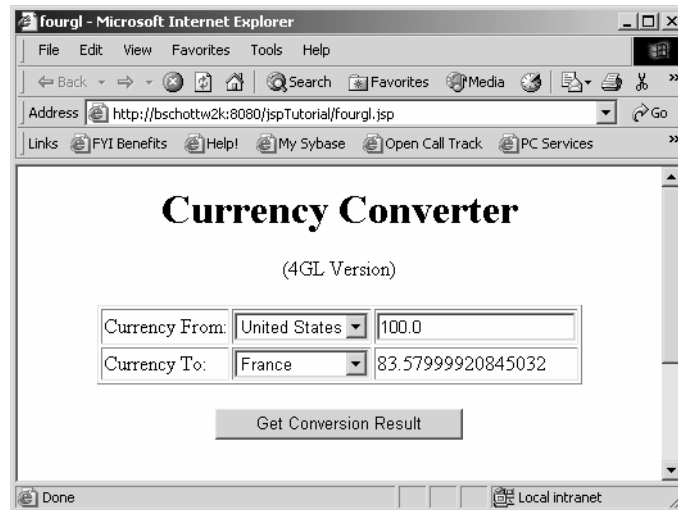 fourgl - Microsoft Internet Explorer
File Edit View Favorites Tools Help
Back Search Favorites Media »
Address http://bschottw2k:8080/jspTutorial/fourgl.jsp Go
Links FYI Benefits Help! My Sybase Open Call Track PC Services »
Currency Converter
(4GL Version)
Currency From: United States 100.0
Currency To: France 83.57999920845032
Get Conversion Result
Done Local intranet